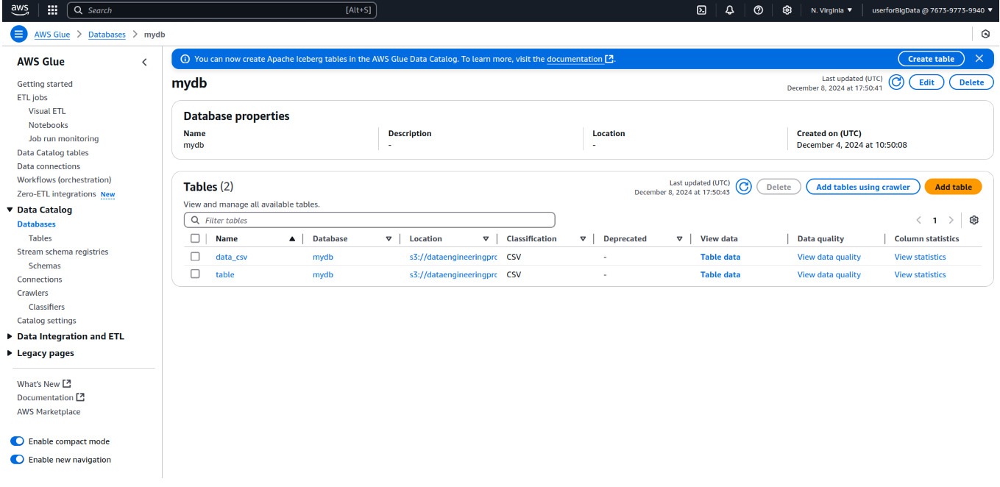 aws Search [Alt+S] N. Virginia ▼ userforBigData @ 7673-9773-9940 ▼
AWS Glue > Databases > mydb
AWS Glue
Getting started
ETL jobs
Visual ETL
Notebooks
Job run monitoring
Data Catalog tables
Data connections
Workflows (orchestration)
Zero-ETL integrations New
Data Catalog
Databases
Tables
Stream schema registries
Schemas
Connections
Crawlers
Classifiers
Catalog settings
Data Integration and ETL
Legacy pages
What's New
Documentation
AWS Marketplace
Enable compact mode
Enable new navigation
You can now create Apache Iceberg tables in the AWS Glue Data Catalog. To learn more, visit the documentation. Create table
mydb
Last updated (UTC)
December 8, 2024 at 17:50:41
Edit Delete
Database properties
Name Description Location Created on (UTC)
mydb - - December 4, 2024 at 10:50:08
Tables (2)
Last updated (UTC)
December 8, 2024 at 17:50:43
Delete Add tables using crawler Add table
View and manage all available tables.
Filter tables
1
Name Database Location Classification Deprecated View data Data quality Column statistics
data_csv mydb s3://dataengineeringprc CSV - Table data View data quality View statistics
table mydb s3://dataengineeringprc CSV - Table data View data quality View statistics